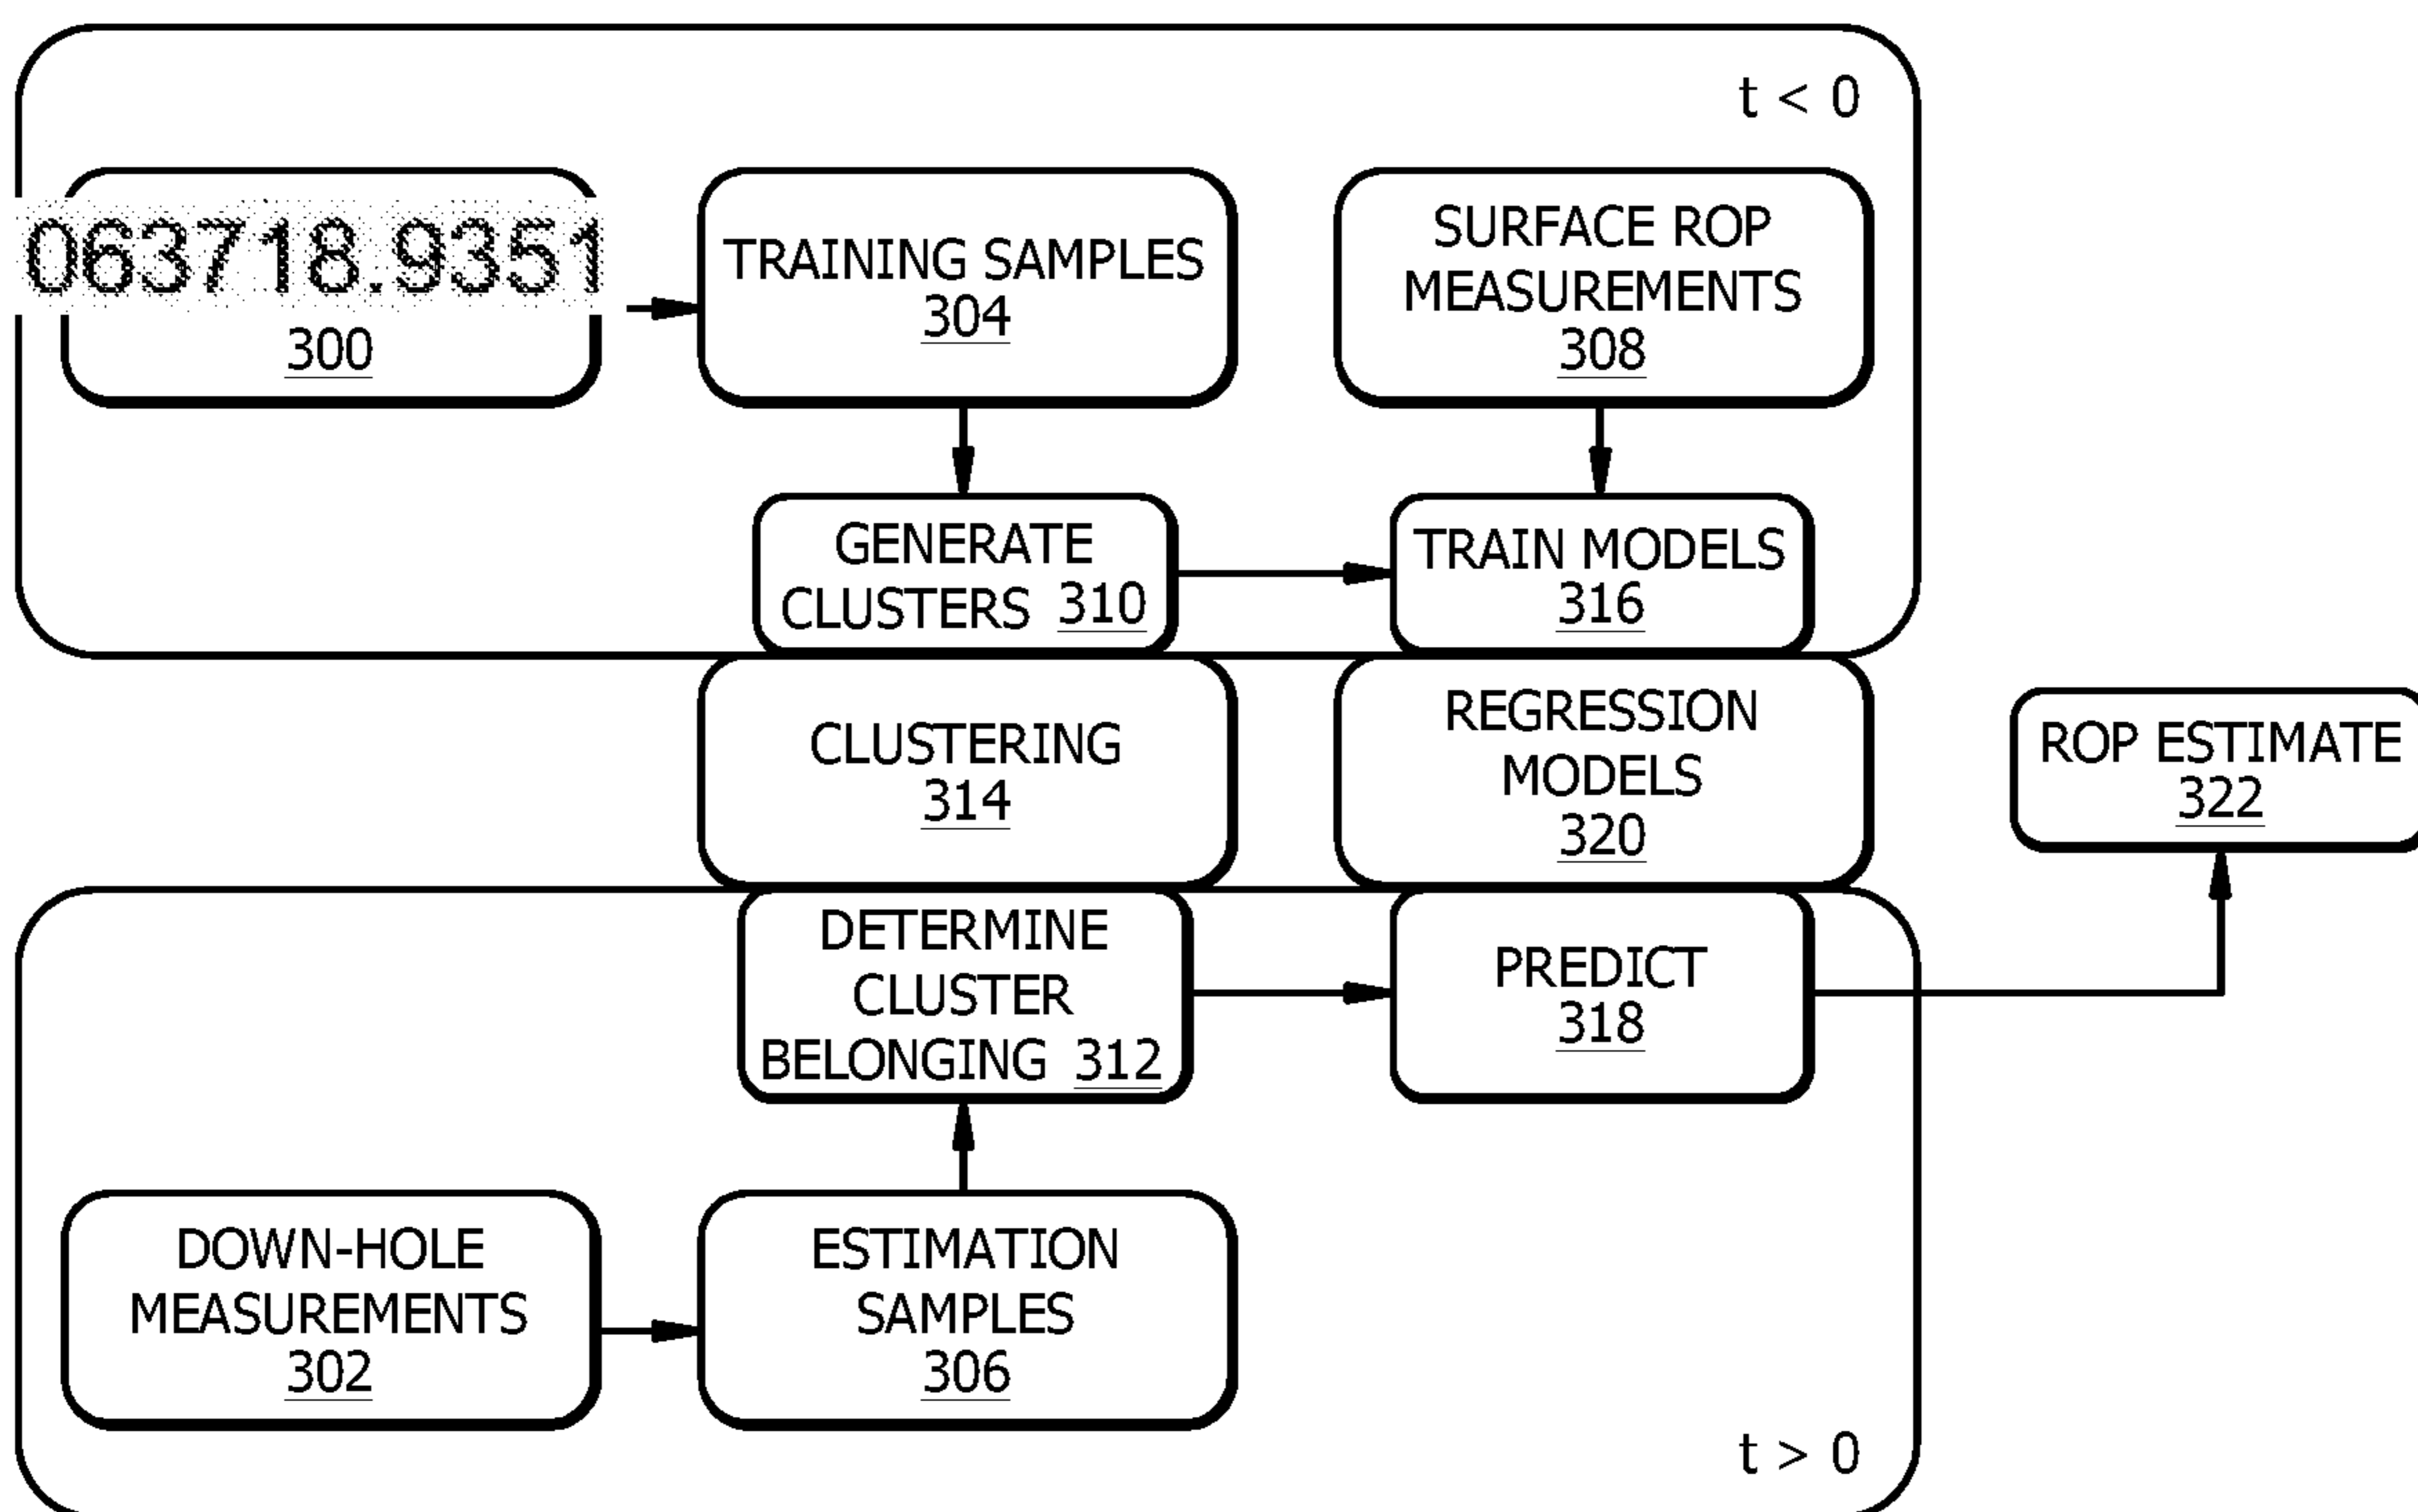 t < 0
063718.9351
300
TRAINING SAMPLES
304
SURFACE ROP
MEASUREMENTS
308
GENERATE
CLUSTERS 310
TRAIN MODELS
316
CLUSTERING
314
REGRESSION
MODELS
320
ROP ESTIMATE
322
DETERMINE
CLUSTER
BELONGING 312
PREDICT
318
DOWN-HOLE
MEASUREMENTS
302
ESTIMATION
SAMPLES
306
t > 0